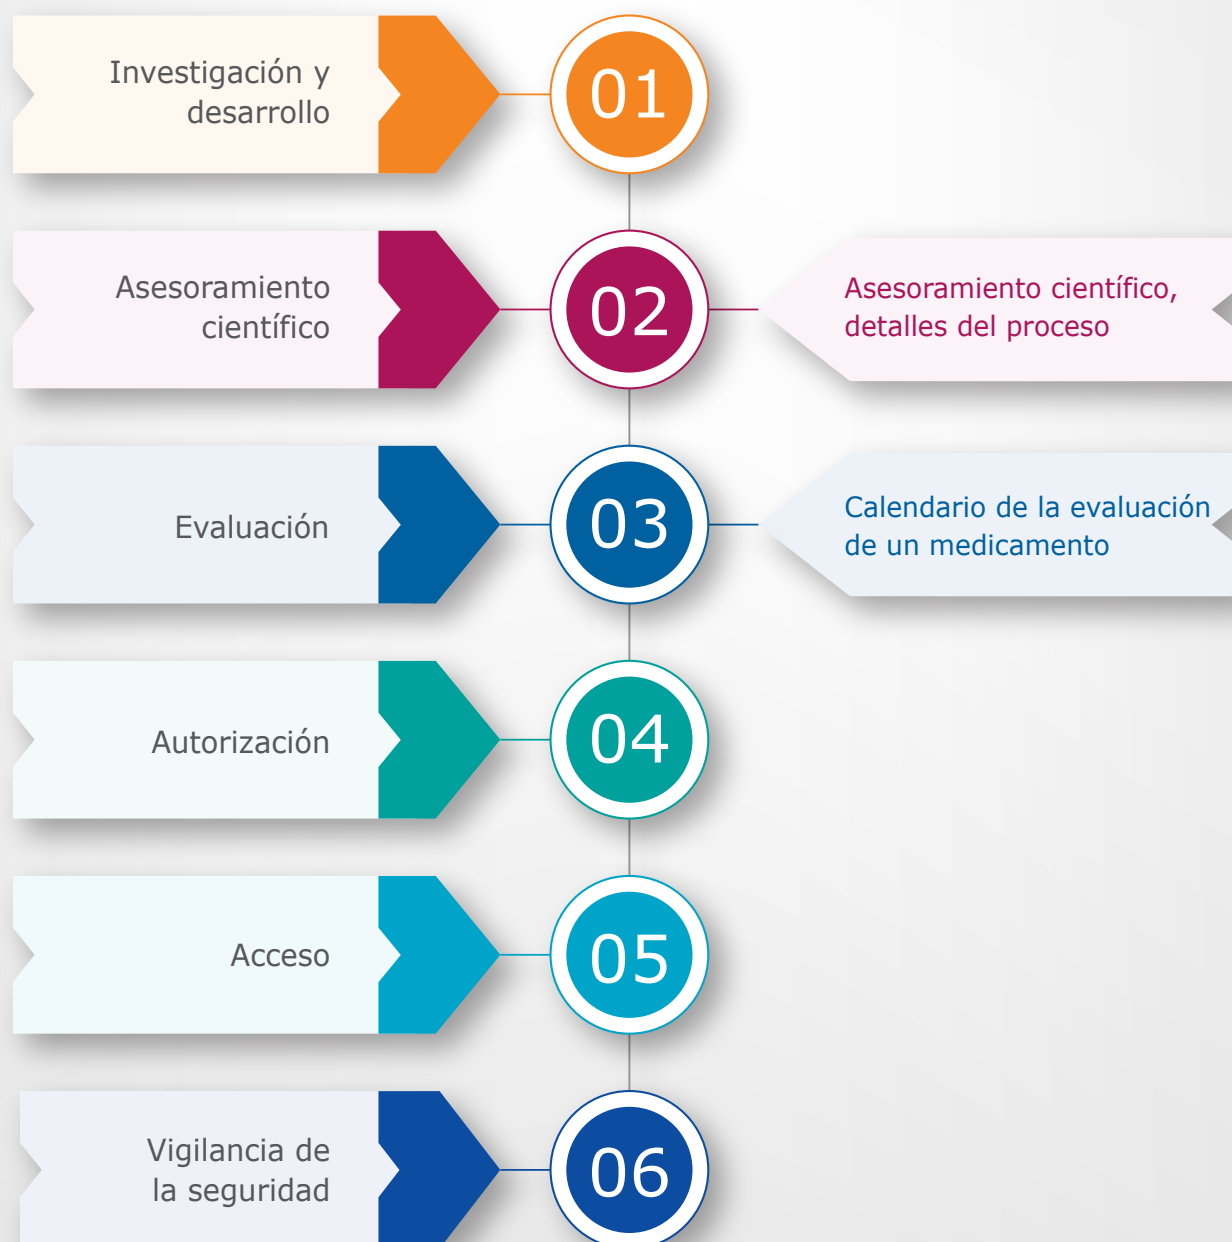 Investigación y
desarrollo
01
Asesoramiento
científico
02
Asesoramiento científico,
detalles del proceso
Evaluación
03
Calendario de la evaluación
de un medicamento
Autorización
04
Acceso
05
Vigilancia de
la seguridad
06